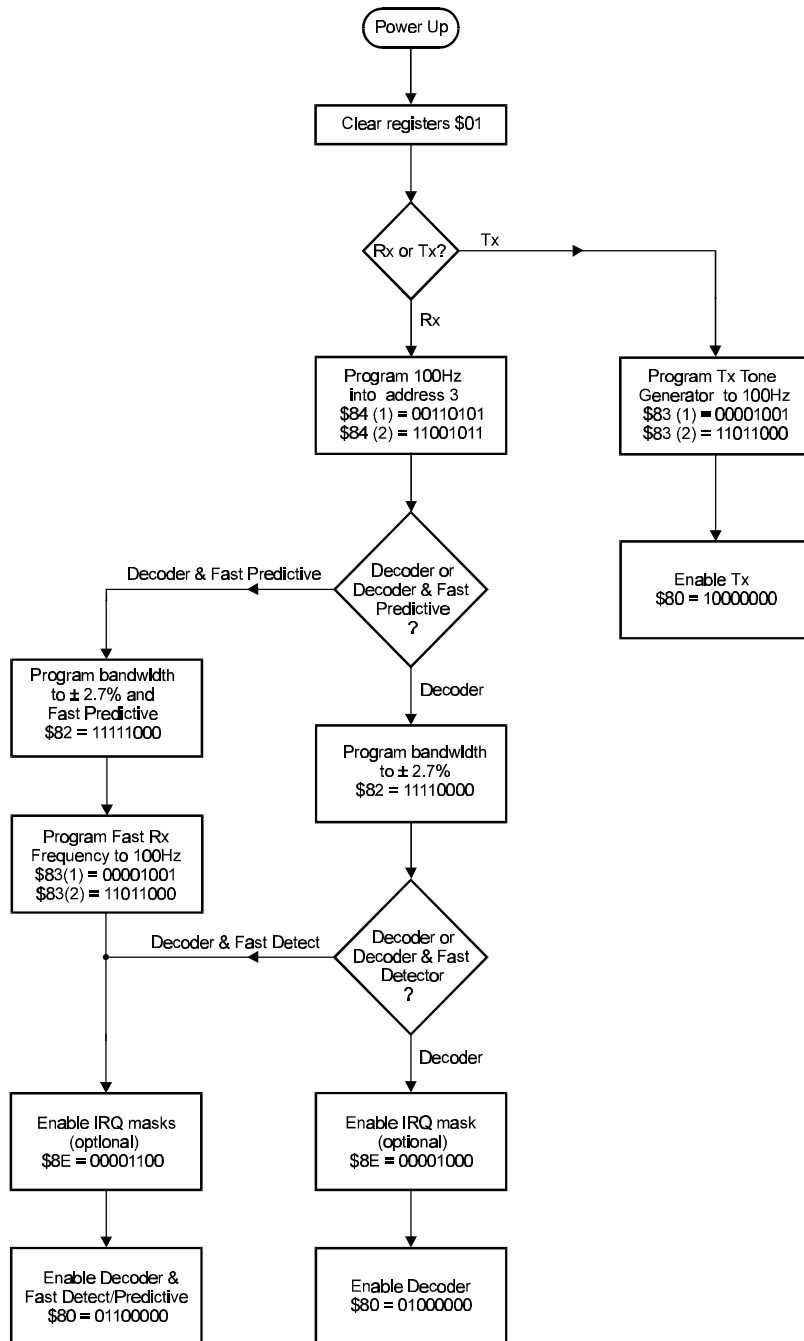 Power Up
Clear registers $01
Rx or Tx?
Tx
Rx
Program 100Hz
into address 3
$84 (1) = 00110101
$84 (2) = 11001011
Program Tx Tone
Generator to 100Hz
$83 (1) = 00001001
$83 (2) = 11011000
Decoder & Fast Predictive
Decoder or
Decoder & Fast
Predictive
?
Enable Tx
$80 = 10000000
Decoder
Program bandwidth
to ± 2.7% and
Fast Predictive
$82 = 11111000
Program bandwidth
to ± 2.7%
$82 = 11110000
Program Fast Rx
Frequency to 100Hz
$83(1) = 00001001
$83(2) = 11011000
Decoder & Fast Detect
Decoder or
Decoder & Fast
Detector
?
Decoder
Enable IRQ masks
(optional)
$8E = 00001100
Enable IRQ mask
(optional)
$8E = 00001000
Enable Decoder &
Fast Detect/Predictive
$80 = 01100000
Enable Decoder
$80 = 01000000